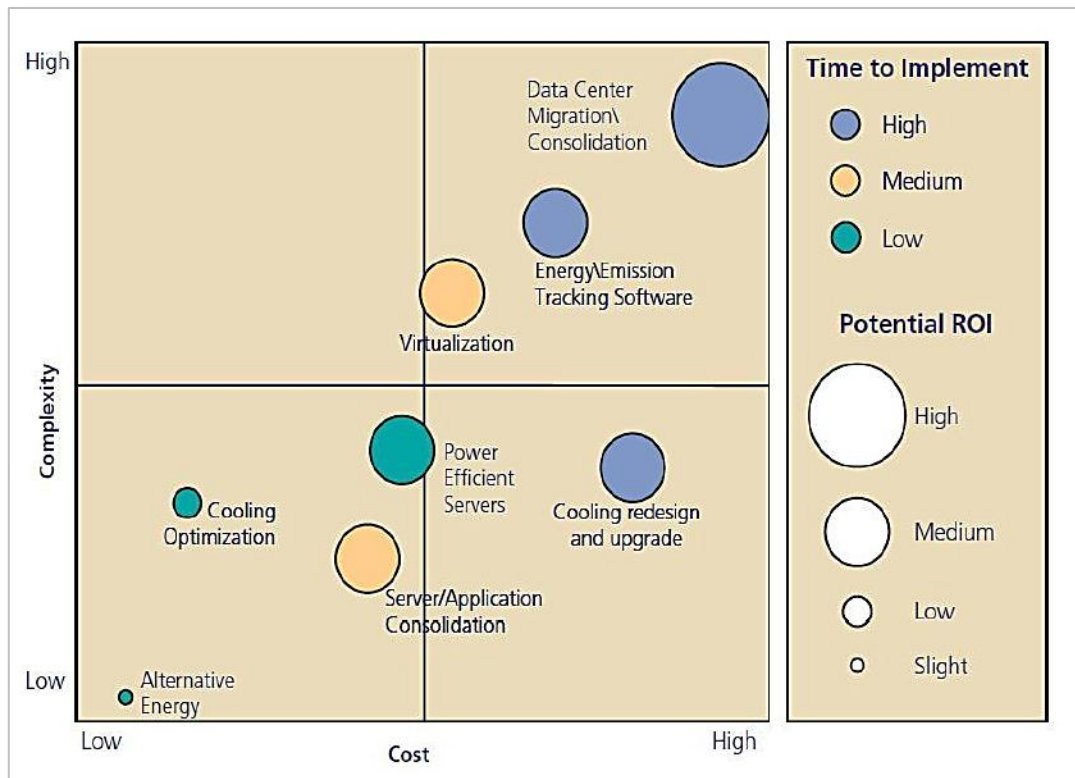 High
Data Center
Migration\
Consolidation
Energy\Emission
Tracking Software
Virtualization
Complexity
Power
Efficient
Servers
Cooling
Optimization
Cooling redesign
and upgrade
Server/Application
Consolidation
Alternative
Energy
Low
Low
Cost
High
Time to Implement
High
Medium
Low
Potential ROI
High
Medium
Low
Slight